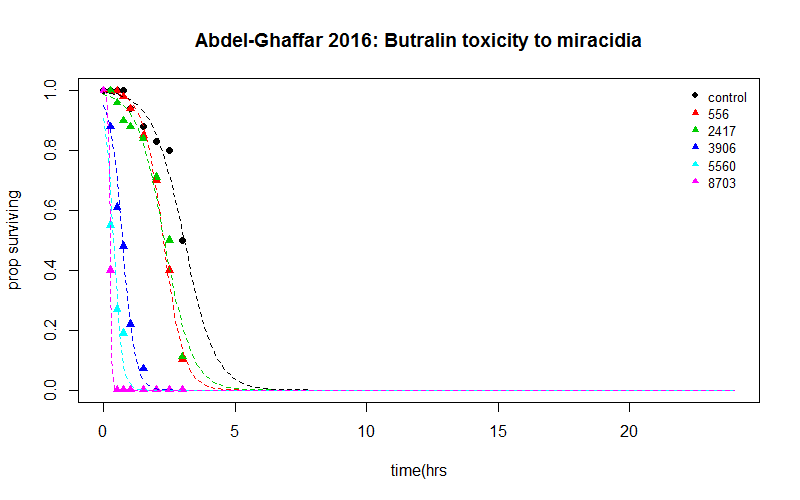 Abdel-Ghaffar 2016: Butralin toxicity to miracidia
prop surviving
1.0
0.8
0.6
0.4
0.2
0.0
control
556
2417
3906
5560
8703
0 5 10 15 20
time(hrs